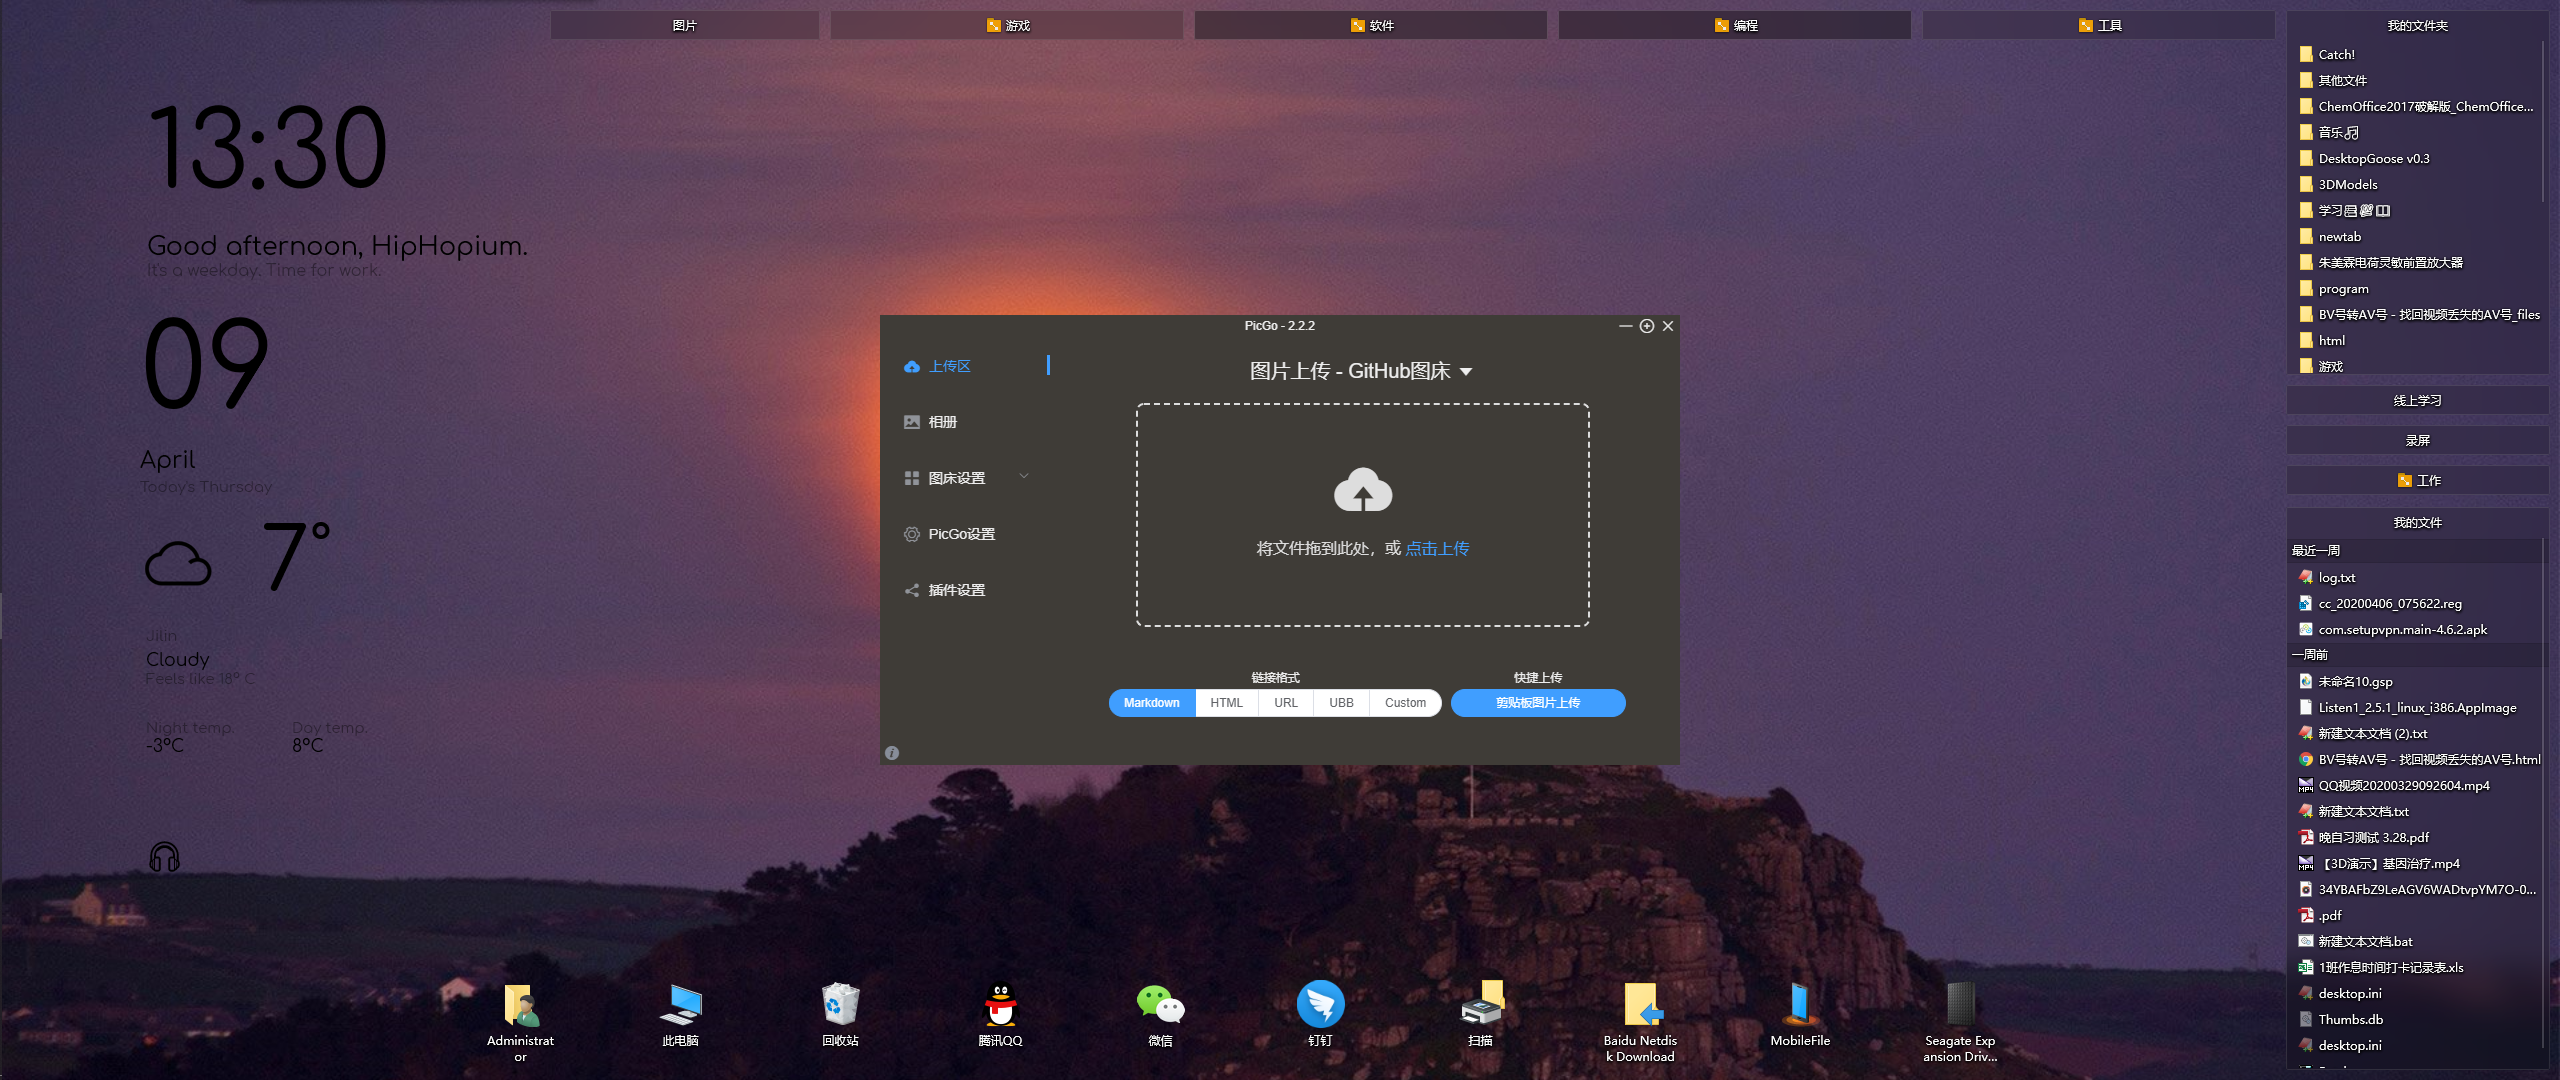 图片
游戏
软件
编程
工具
13:30
Good afternoon, HipHopium.
It's a weekday. Time for work.
09
April
Today's Thursday
7°
Jilin
Cloudy
Feels like 18° C
Night temp.
-3°C
Day temp.
8°C
PicGo - 2.2.2
上传区
相册
图床设置
PicGo设置
插件设置
图片上传 - GitHub图床
将文件拖到此处，或 点击上传
链接格式
Markdown
HTML
URL
UBB
Custom
快捷上传
剪贴板图片上传
我的文件夹
Catch!
其他文件
ChemOffice2017破解版_ChemOffice...
音乐🎵
DesktopGoose v0.3
3DModels
学习
newtab
朱美霖电荷灵敏前置放大器
program
BV号转AV号 - 找回视频丢失的AV号_files
html
游戏
线上学习
录屏
工作
我的文件
最近一周
log.txt
cc_20200406_075622.reg
com.setupvpn.main-4.6.2.apk
一周前
未命名10.gsp
Listen1_2.5.1_linux_i386.AppImage
新建文本文档 (2).txt
BV号转AV号 - 找回视频丢失的AV号.html
QQ视频20200329092604.mp4
新建文本文档.txt
晚自习测试 3.28.pdf
【3D演示】基因治疗.mp4
34YBAFbZ9LeAGV6WADtvpYM7O-0...
.pdf
新建文本文档.bat
1班作息时间打卡记录表.xls
desktop.ini
Thumbs.db
desktop.ini
Administrat
or
此电脑
回收站
腾讯QQ
微信
钉钉
扫描
Baidu Netdis
k Download
MobileFile
Seagate Exp
ansion Driv...